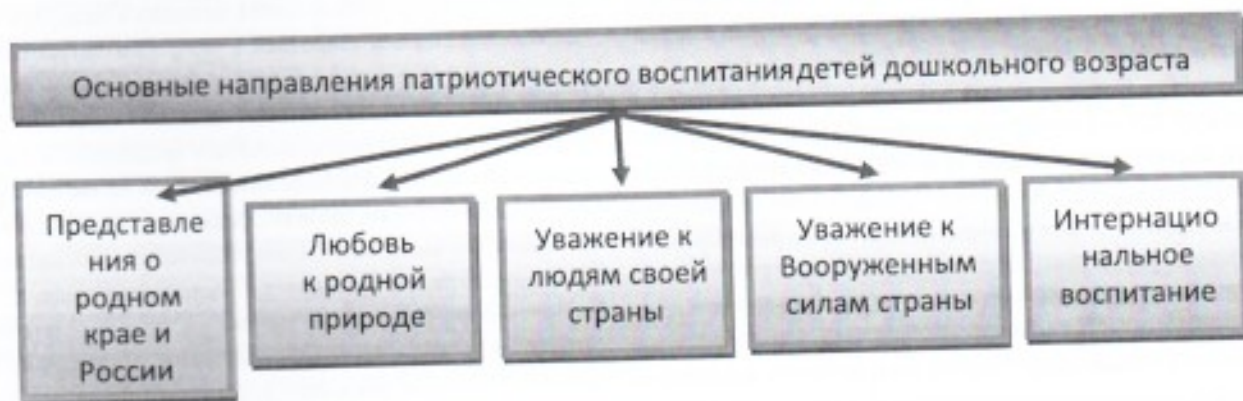 Основные направления патриотического воспитания детей дошкольного возраста
Представле
ния о
родном
крае и
России
Любовь
к родной
природе
Уважение к
людям своей
страны
Уважение к
Вооруженным
силам страны
Интернацио
нальное
воспитание